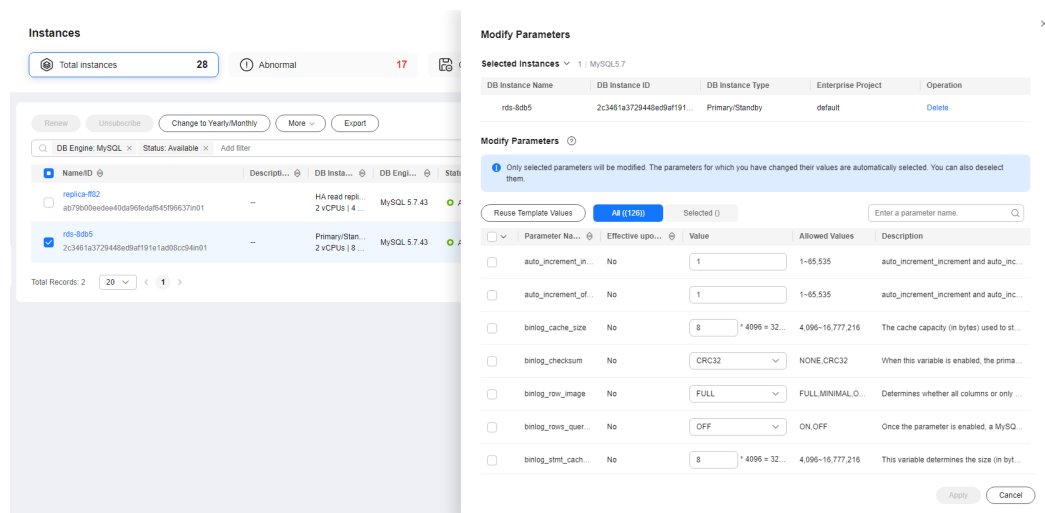 Instances
Total instances 28
Abnormal 17
Renew Unsubscribe Change to Yearly/Monthly More Export
DB Engine: MySQL × Status: Available × Add filter
Name/ID Descripti... DB Insta... DB Engi...
replica-ff82
ab79b00eedee40da96fedaf645f96637in01
--
HA read repli...
2 vCPUs | 4 ...
MySQL 5.7.43
rds-8db5
2c3461a3729448ed9af191e1ad08cc94in01
--
Primary/Stan...
2 vCPUs | 8 ...
MySQL 5.7.43
Total Records: 2 20 < 1 >
Modify Parameters
Selected Instances 1 | MySQL5.7
DB Instance Name DB Instance ID DB Instance Type Enterprise Project Operation
rds-8db5 2c3461a3729448ed9af191... Primary/Standby default Delete
Modify Parameters
Only selected parameters will be modified. The parameters for which you have changed their values are automatically selected. You can also deselect
them.
Reuse Template Values All ((126)) Selected () Enter a parameter name.
Parameter Na... Effective upo... Value Allowed Values Description
auto_increment_in... No 1 1~65,535 auto_increment_increment and auto_inc...
auto_increment_of... No 1 1~65,535 auto_increment_increment and auto_inc...
binlog_cache_size No 8 * 4096 = 32... 4,096~16,777,216 The cache capacity (in bytes) used to st...
binlog_checksum No CRC32 NONE,CRC32 When this variable is enabled, the prima...
binlog_row_image No FULL FULL,MINIMAL,O... Determines whether all columns or only ...
binlog_rows_quer... No OFF ON,OFF Once the parameter is enabled, a MySQ...
binlog_stmt_cach... No 8 * 4096 = 32... 4,096~16,777,216 This variable determines the size (in byt...
Apply Cancel